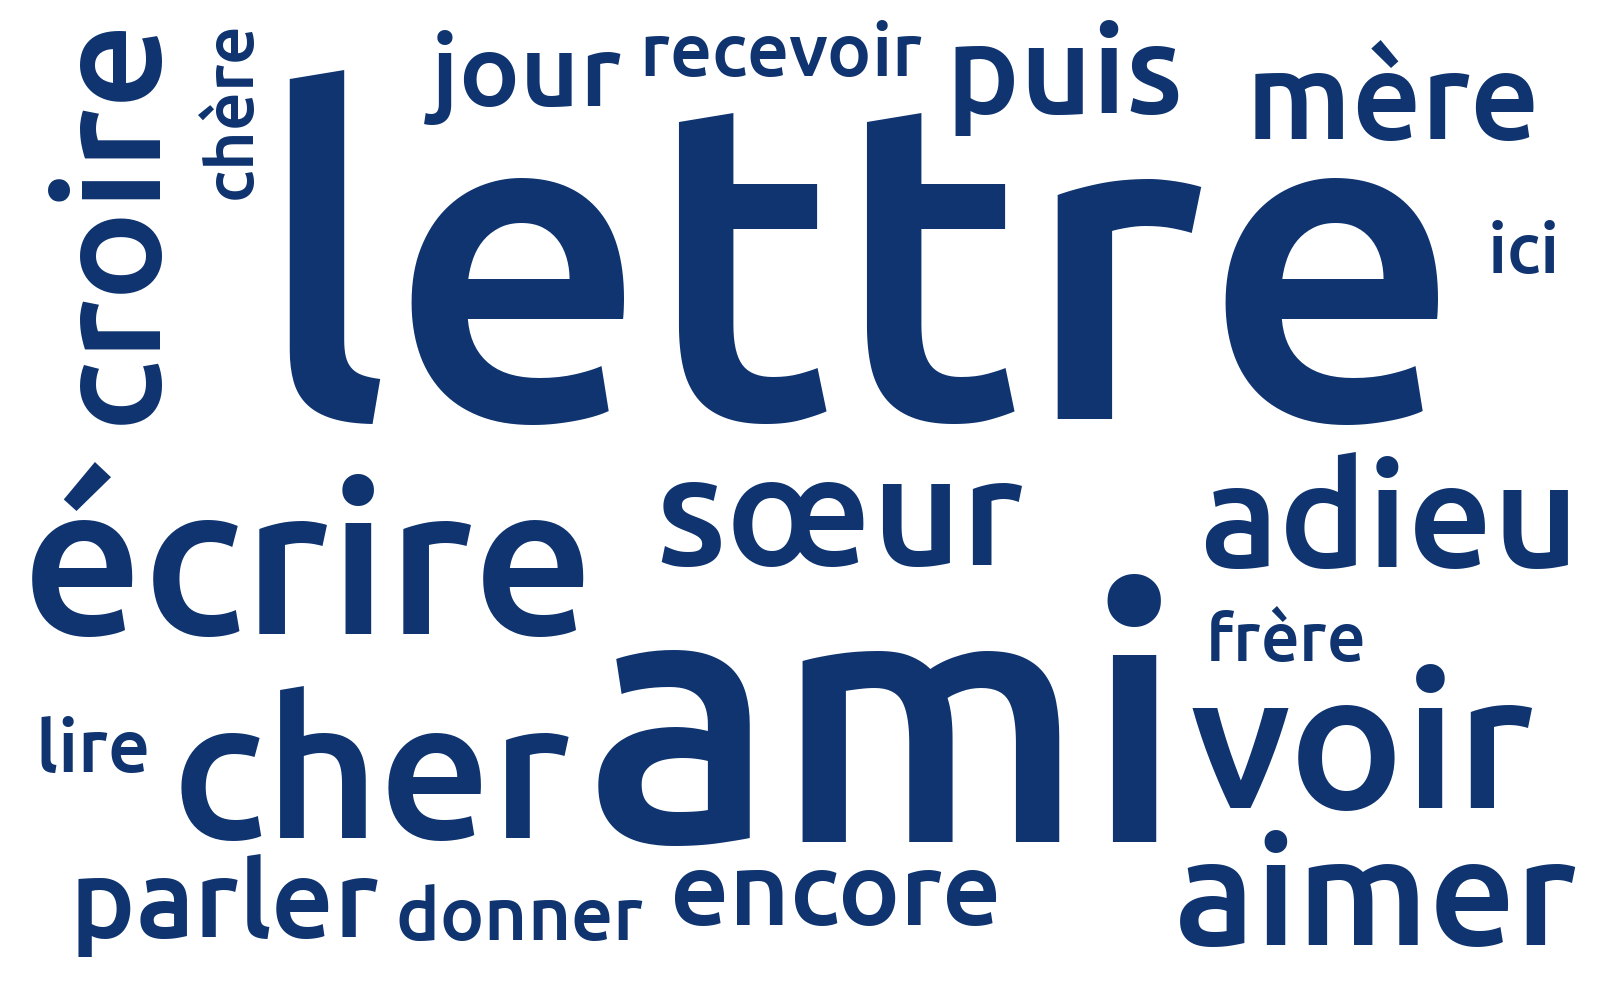 croire
chère
jour
recevoir
puis
mère
lettre
ici
écrire
sœur
adieu
frère
ami
lire
cher
voir
parler
donner
encore
aimer